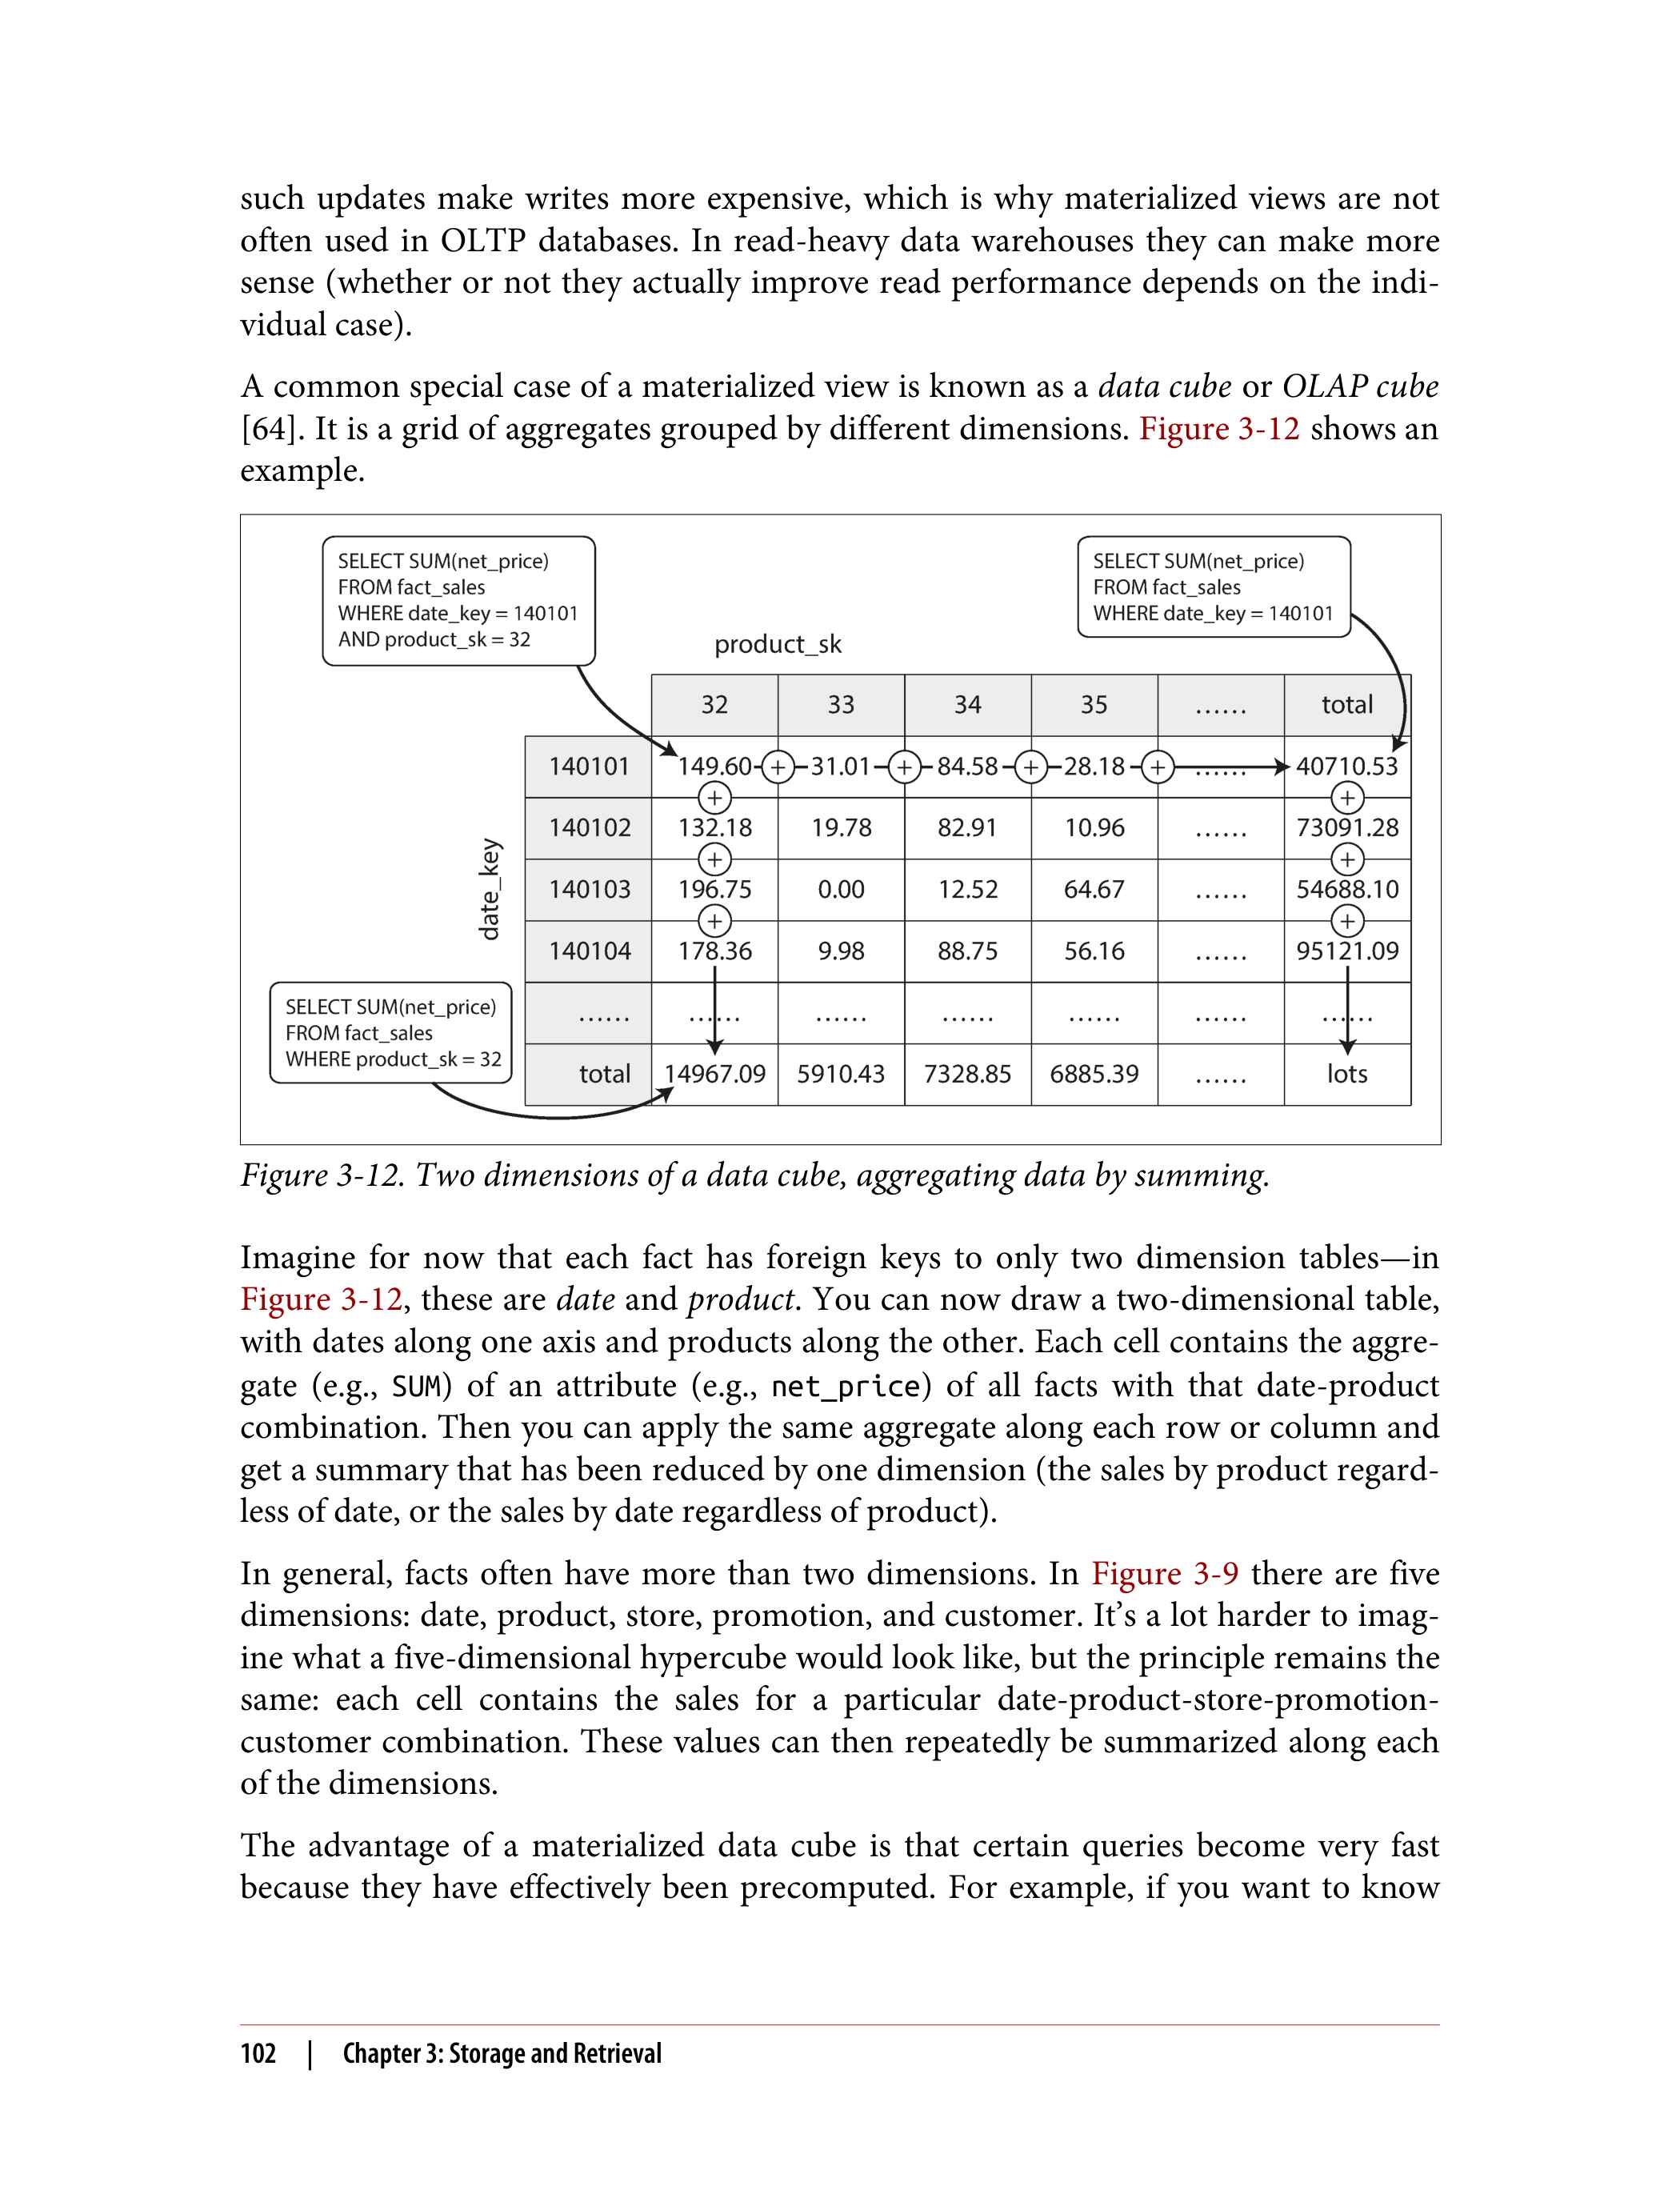 such updates make writes more expensive, which is why materialized views are not
often used in OLTP databases. In read-heavy data warehouses they can make more
sense (whether or not they actually improve read performance depends on the indi-
vidual case).
A common special case of a materialized view is known as a data cube or OLAP cube
[64]. It is a grid of aggregates grouped by different dimensions. Figure 3-12 shows an
example.
SELECT SUM(net_price)
FROM fact_sales
WHERE date_key = 140101
AND product_sk = 32
SELECT SUM(net_price)
FROM fact_sales
WHERE date_key = 140101
product_sk
32 33 34 35 ...... total
date_key
140101 149.60 + 31.01 + 84.58 + 28.18 + ...... 40710.53
+ +
140102 132.18 19.78 82.91 10.96 ...... 73091.28
+ +
140103 196.75 0.00 12.52 64.67 ...... 54688.10
+ +
140104 178.36 9.98 88.75 56.16 ...... 95121.09
...... ...... ...... ...... ...... ...... ......
total 14967.09 5910.43 7328.85 6885.39 ...... lots
SELECT SUM(net_price)
FROM fact_sales
WHERE product_sk = 32
Figure 3-12. Two dimensions of a data cube, aggregating data by summing.
Imagine for now that each fact has foreign keys to only two dimension tables—in
Figure 3-12, these are date and product. You can now draw a two-dimensional table,
with dates along one axis and products along the other. Each cell contains the aggre-
gate (e.g., SUM) of an attribute (e.g., net_price) of all facts with that date-product
combination. Then you can apply the same aggregate along each row or column and
get a summary that has been reduced by one dimension (the sales by product regard-
less of date, or the sales by date regardless of product).
In general, facts often have more than two dimensions. In Figure 3-9 there are five
dimensions: date, product, store, promotion, and customer. It’s a lot harder to imag-
ine what a five-dimensional hypercube would look like, but the principle remains the
same: each cell contains the sales for a particular date-product-store-promotion-
customer combination. These values can then repeatedly be summarized along each
of the dimensions.
The advantage of a materialized data cube is that certain queries become very fast
because they have effectively been precomputed. For example, if you want to know
102 | Chapter 3: Storage and Retrieval